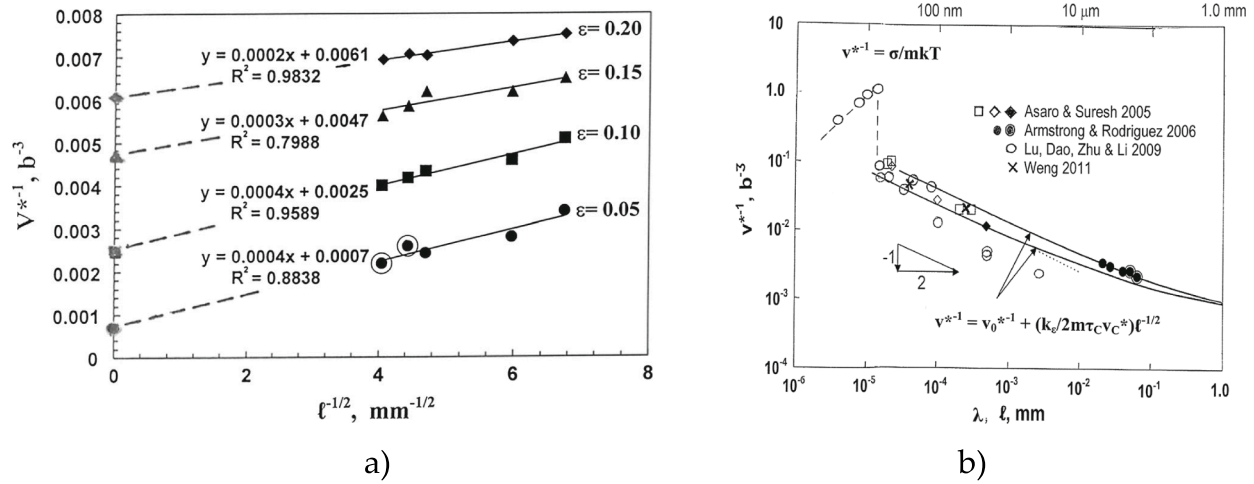 0.008
0.007
0.006
0.005
0.004
0.003
0.002
0.001
0
V*⁻¹, b⁻³
0 2 4 6 8
ℓ⁻¹/², mm⁻¹/²
y = 0.0002x + 0.0061
R² = 0.9832
ε= 0.20
y = 0.0003x + 0.0047
R² = 0.7988
ε= 0.15
y = 0.0004x + 0.0025
R² = 0.9589
ε= 0.10
y = 0.0004x + 0.0007
R² = 0.8838
ε= 0.05
a)
100 nm 10 μm 1.0 mm
10
1.0
10⁻¹
10⁻²
10⁻³
10⁻⁴
v*⁻¹, b⁻³
v*⁻¹ = σ/mkT
Asaro & Suresh 2005
Armstrong & Rodriguez 2006
Lu, Dao, Zhu & Li 2009
Weng 2011
-1
2
v*⁻¹ = v₀*⁻¹ + (kε/2mτCvC*)ℓ⁻¹/²
10⁻⁶ 10⁻⁵ 10⁻⁴ 10⁻³ 10⁻² 10⁻¹ 1.0
λ, ℓ, mm
b)